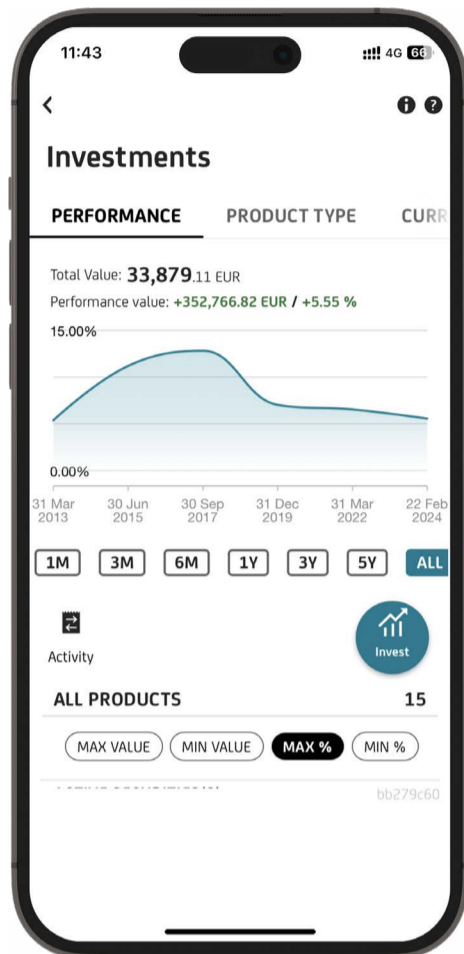 11:43 4G 66
Investments
PERFORMANCE PRODUCT TYPE CURR
Total Value: 33,879.11 EUR
Performance value: +352,766.82 EUR / +5.55 %
15.00%
0.00%
31 Mar 30 Jun 30 Sep 31 Dec 31 Mar 22 Feb
2013 2015 2017 2019 2022 2024
1M 3M 6M 1Y 3Y 5Y ALL
Activity
Invest
ALL PRODUCTS 15
MAX VALUE MIN VALUE MAX % MIN %
bb279c60